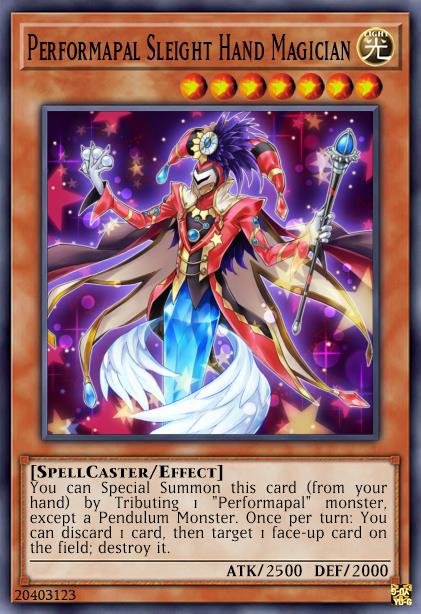 Performapal Sleight Hand Magician
LIGHT
光
[SpellCaster/Effect]
You can Special Summon this card (from your
hand) by Tributing 1 "Performapal" monster,
except a Pendulum Monster. Once per turn: You
can discard 1 card, then target 1 face-up card on
the field; destroy it.
ATK/2500 DEF/2000
20403123